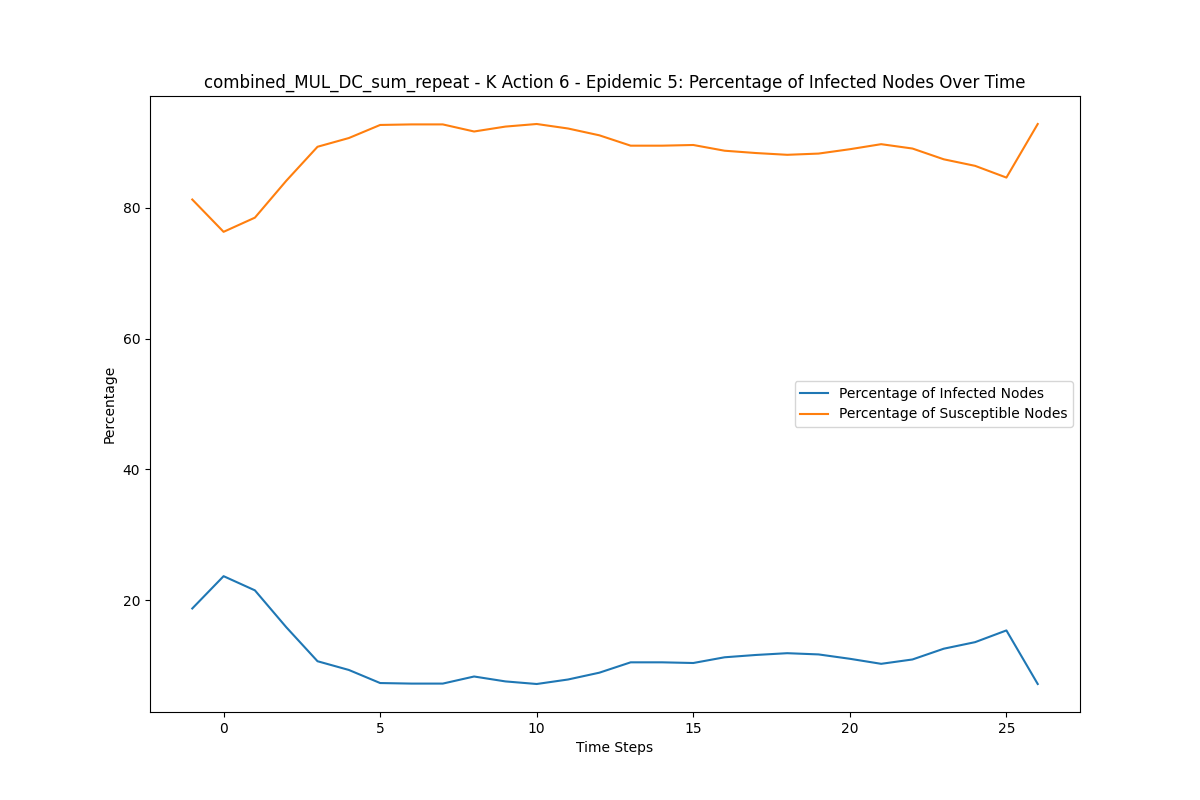 combined_MUL_DC_sum_repeat - K Action 6 - Epidemic 5: Percentage of Infected Nodes Over Time
80
60
40
20
Percentage
Percentage of Infected Nodes
Percentage of Susceptible Nodes
0 5 10 15 20 25
Time Steps